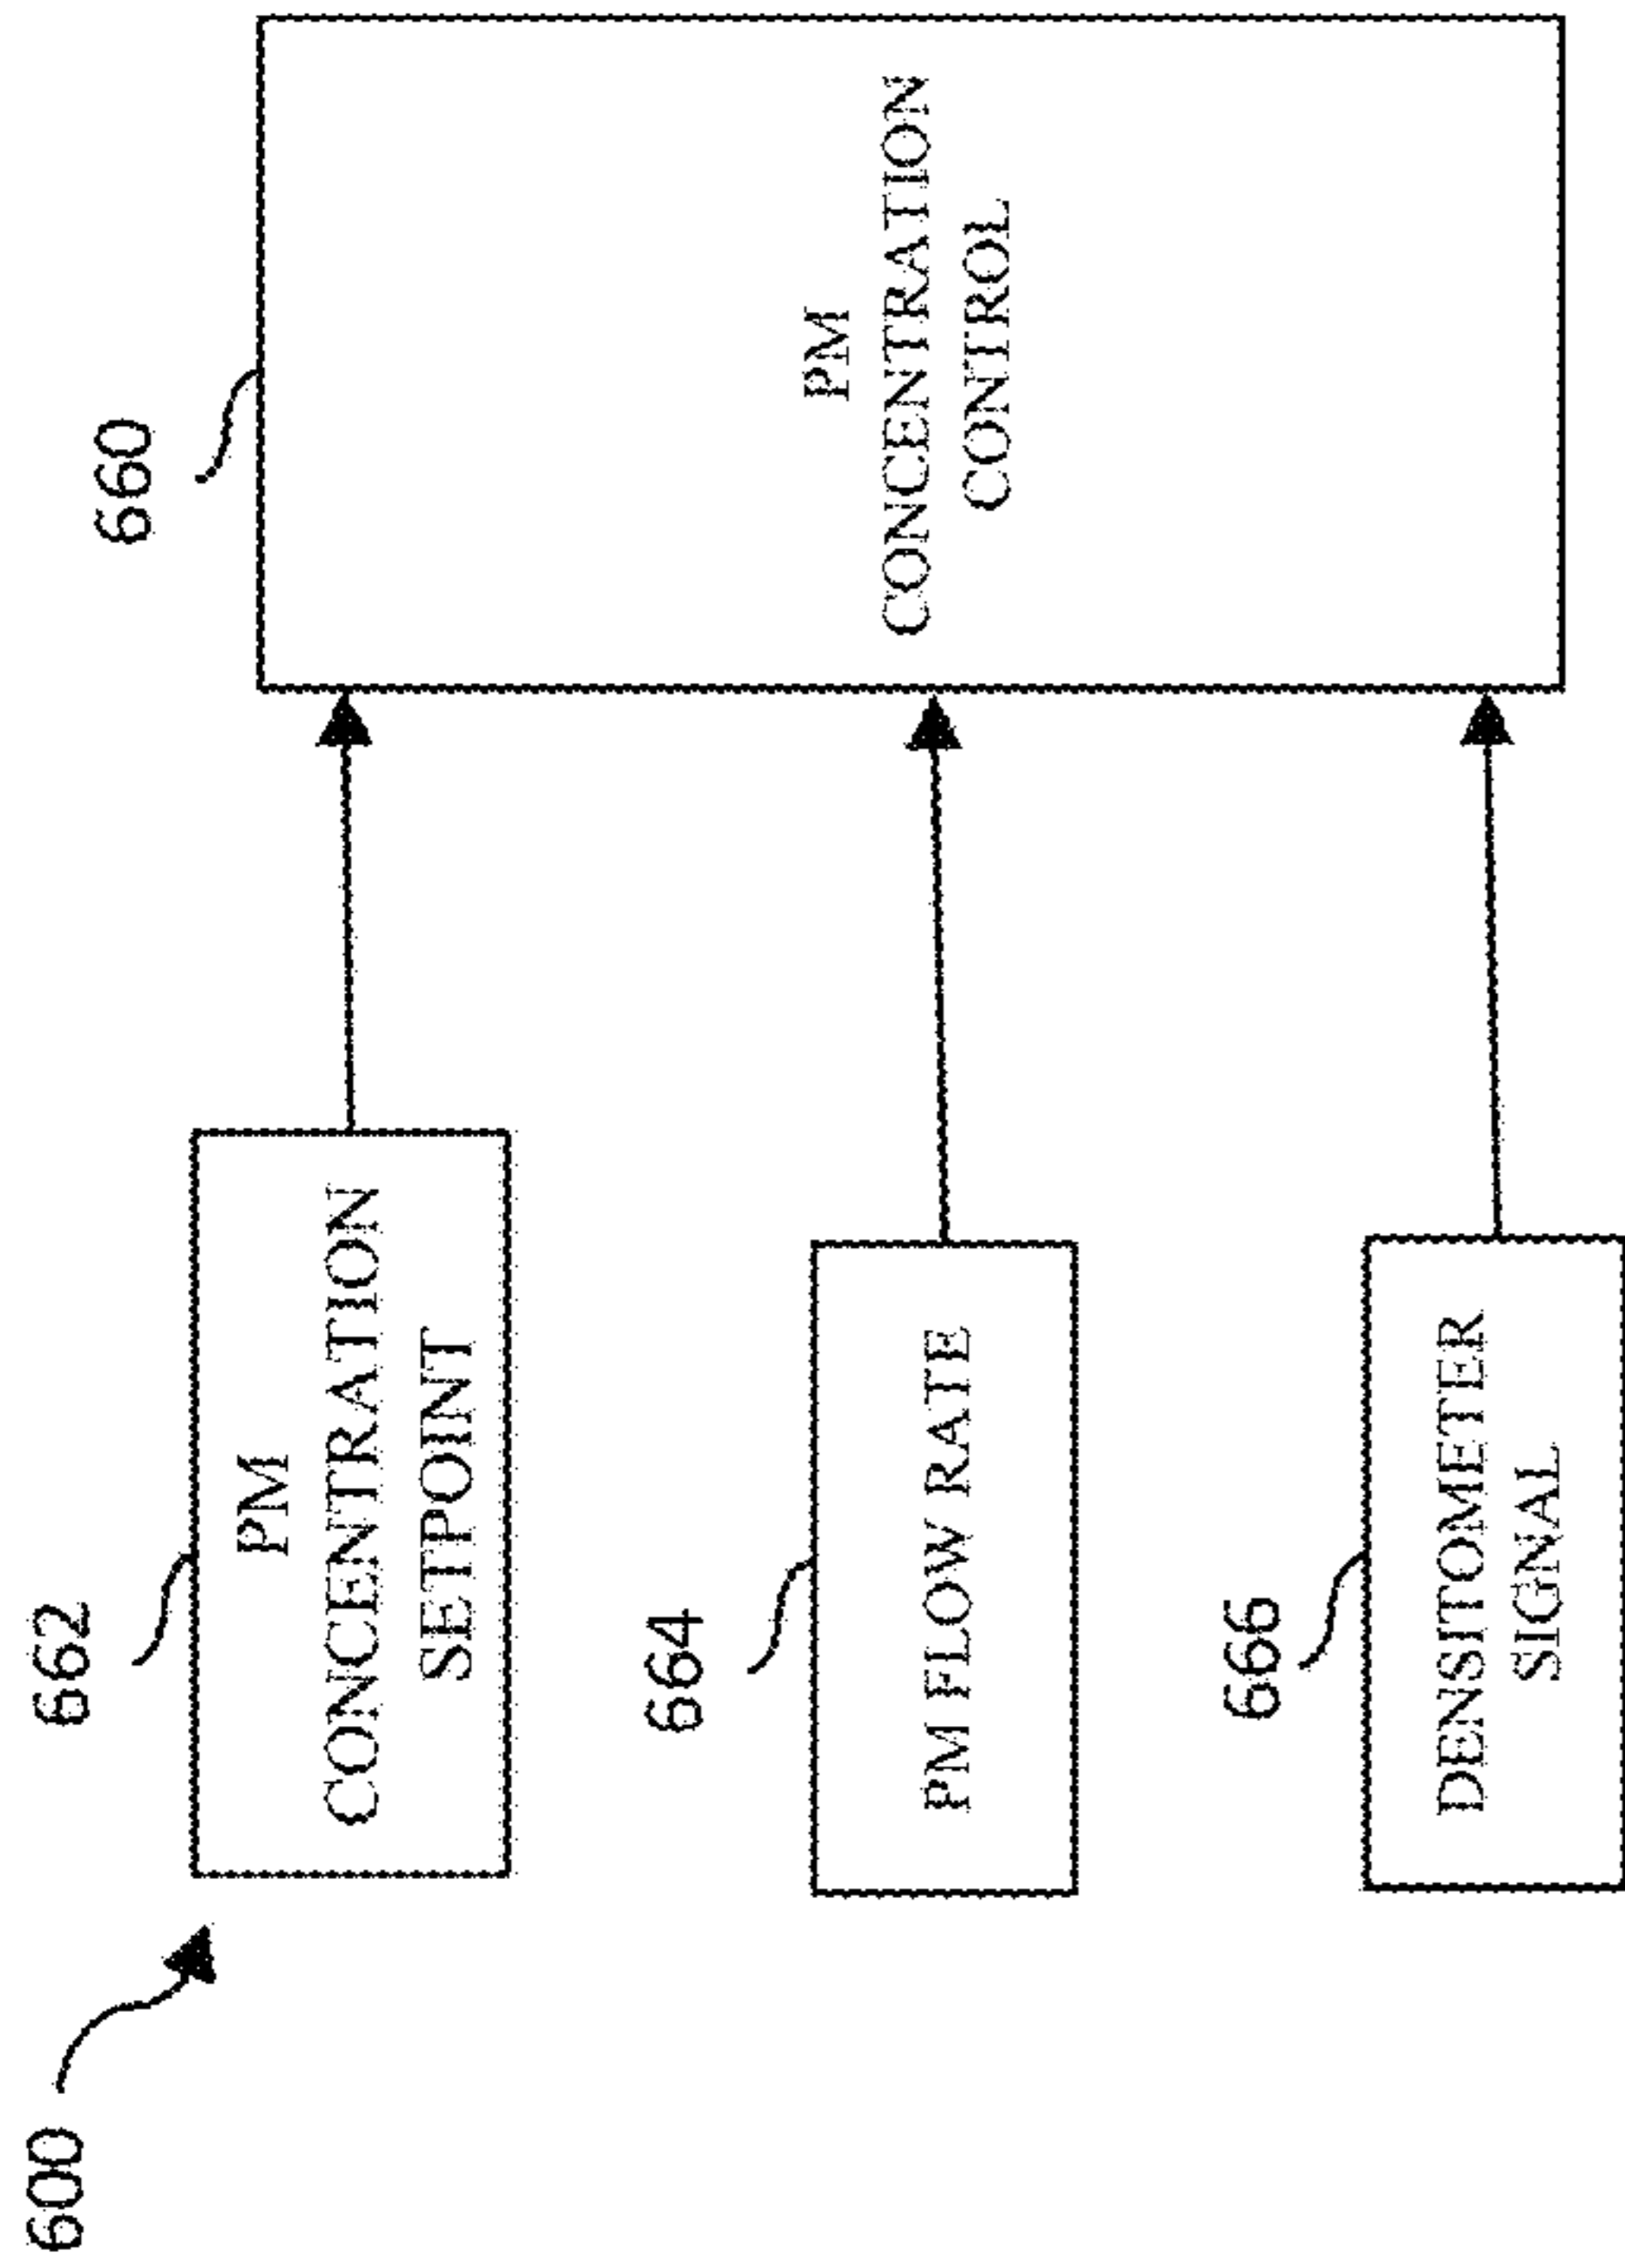 600
662
PM
CONCENTRATION
SETPOINT
664
PM FLOW RATE
666
DENSITOMETER
SIGNAL
660
PM
CONCENTRATION
CONTROL